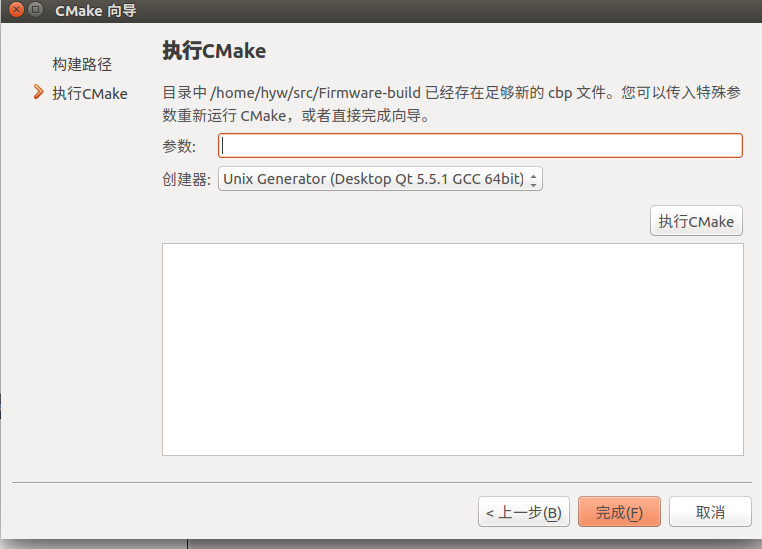 CMake 向导
构建路径
执行CMake
执行CMake
目录中 /home/hyw/src/Firmware-build 已经存在足够新的 cbp 文件。您可以传入特殊参
数重新运行 CMake，或者直接完成向导。
参数:
创建器: Unix Generator (Desktop Qt 5.5.1 GCC 64bit)
执行CMake
< 上一步(B) 完成(F) 取消